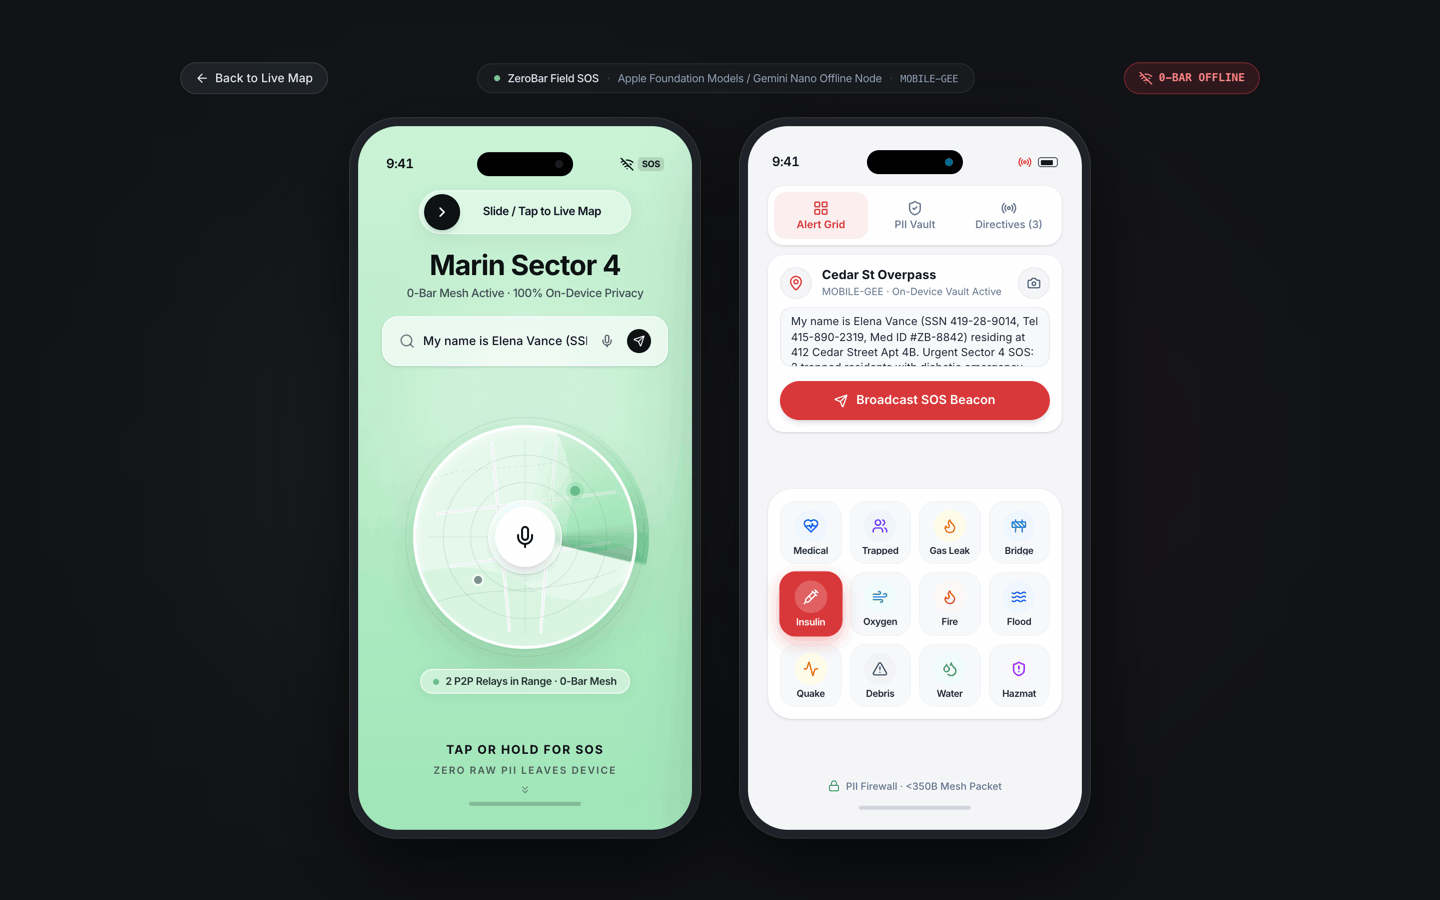 Back to Live Map
ZeroBar Field SOS · Apple Foundation Models / Gemini Nano Offline Node · MOBILE-GEE
0-BAR OFFLINE
9:41
SOS
Slide / Tap to Live Map
Marin Sector 4
0-Bar Mesh Active · 100% On-Device Privacy
My name is Elena Vance (SS
2 P2P Relays in Range · 0-Bar Mesh
TAP OR HOLD FOR SOS
ZERO RAW PII LEAVES DEVICE
9:41
Alert Grid
PII Vault
Directives (3)
Cedar St Overpass
MOBILE-GEE · On-Device Vault Active
My name is Elena Vance (SSN 419-28-9014, Tel
415-890-2319, Med ID #ZB-8842) residing at
412 Cedar Street Apt 4B. Urgent Sector 4 SOS:
trapped residents with diabetic emergency
Broadcast SOS Beacon
Medical
Trapped
Gas Leak
Bridge
Insulin
Oxygen
Fire
Flood
Quake
Debris
Water
Hazmat
PII Firewall · <350B Mesh Packet